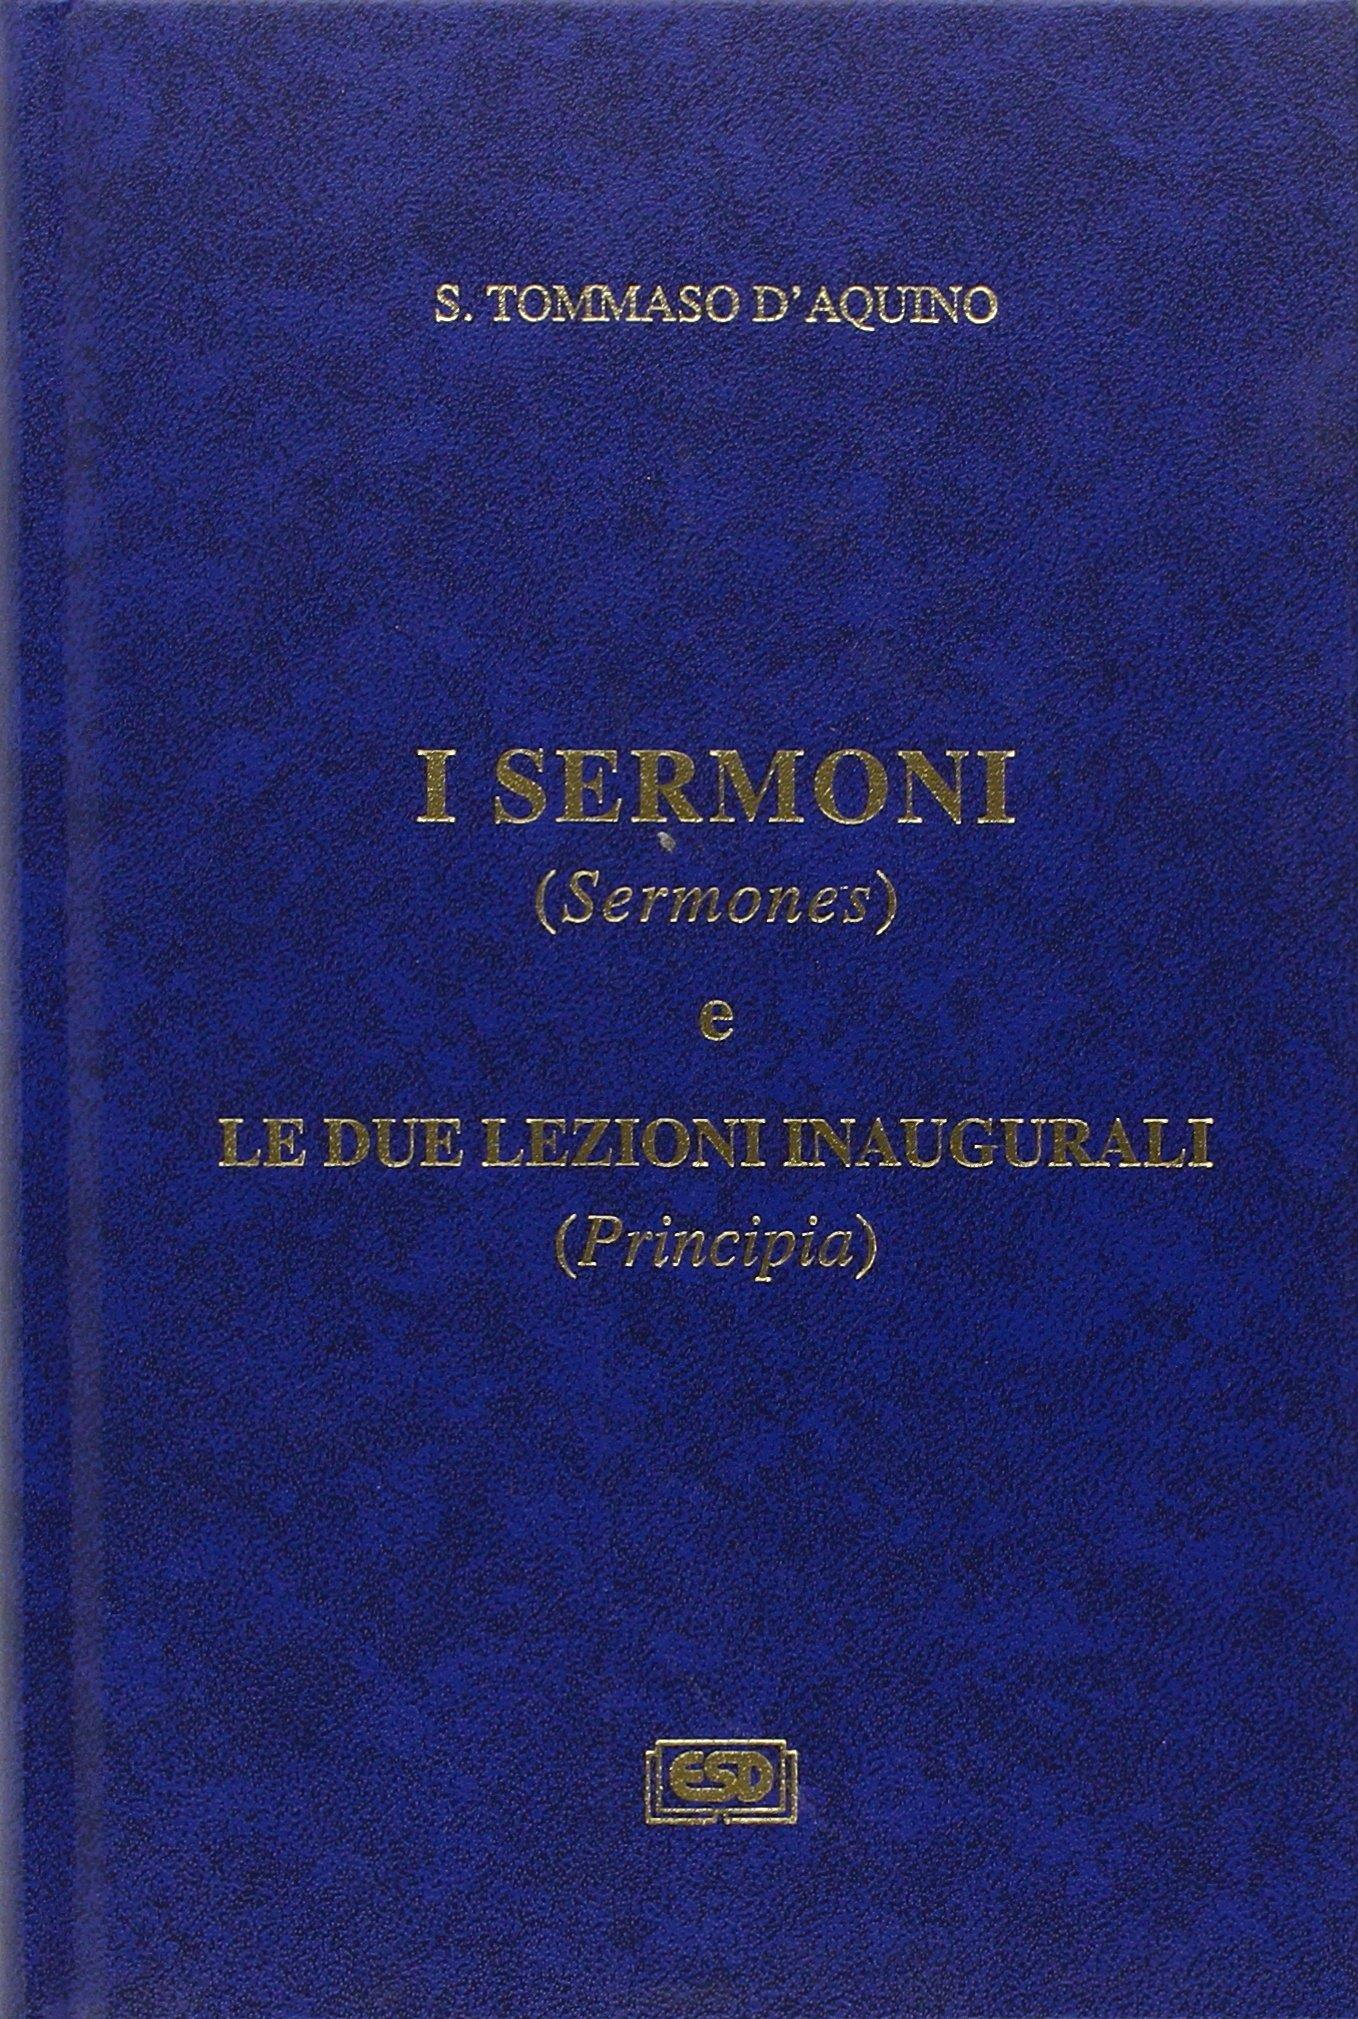 S. TOMMASO D'AQUINO
I SERMONI
(Sermones)
e
LE DUE LEZIONI INAUGURALI
(Principia)
ESD